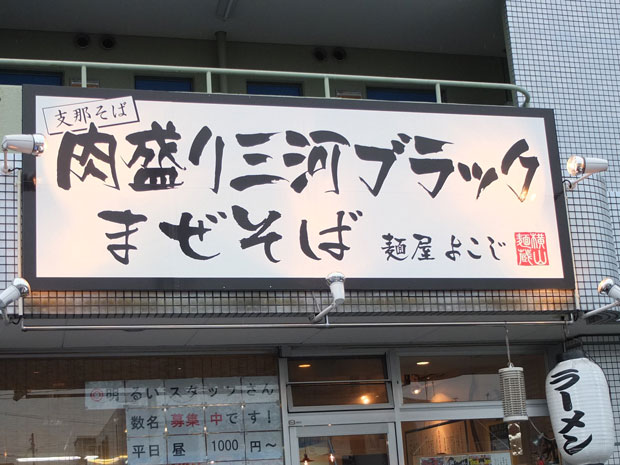 支那そば
肉盛り三河ブラック
まぜそば 麺屋 よこじ
横山
麺蔵
明るいスタッフさん
数名 募集中です！
平日 昼 1000円～
ラーメン